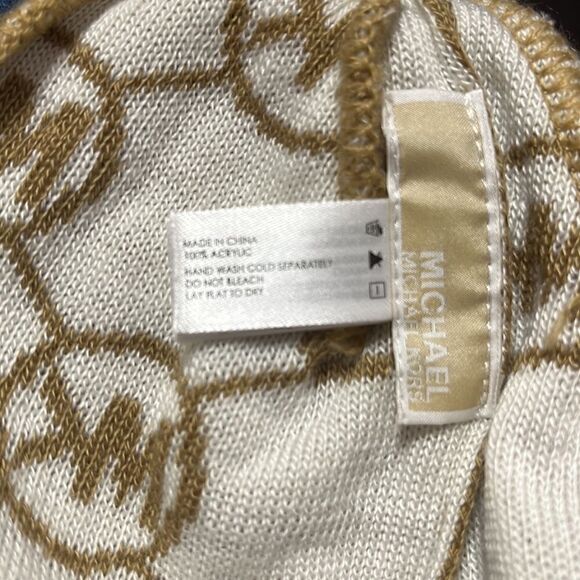 MADE IN CHINA
100% ACRYLIC
HAND WASH COLD SEPARATELY
DO NOT BLEACH
LAY FLAT TO DRY
MICHAEL
MICHAEL KORS